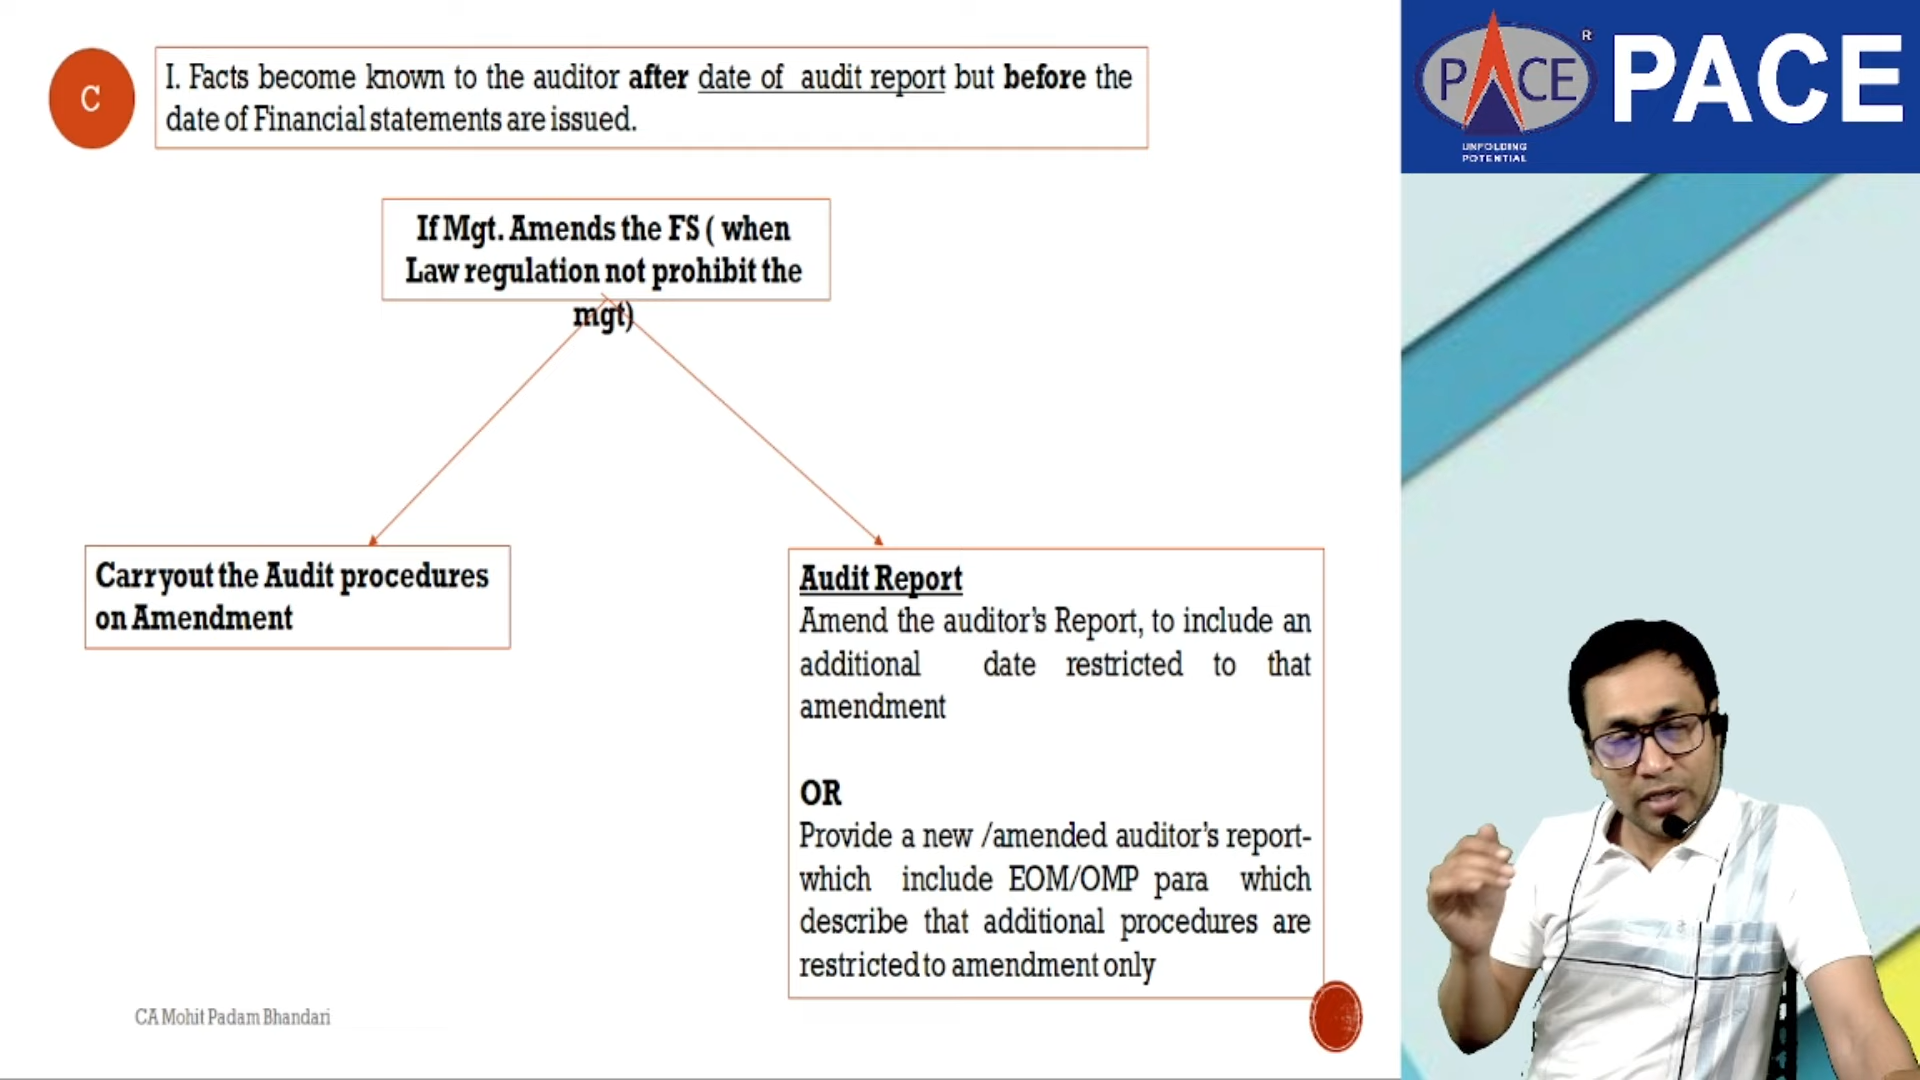 C
I. Facts become known to the auditor after date of audit report but before the
date of Financial statements are issued.
If Mgt. Amends the FS ( when
Law regulation not prohibit the
mgt)
Carryout the Audit procedures
on Amendment
Audit Report
Amend the auditor's Report, to include an
additional date restricted to that
amendment
OR
Provide a new /amended auditor's report-
which include EOM/OMP para which
describe that additional procedures are
restricted to amendment only
CA Mohit Padam Bhandari
PACE
R
UNFOLDING
POTENTIAL
PACE